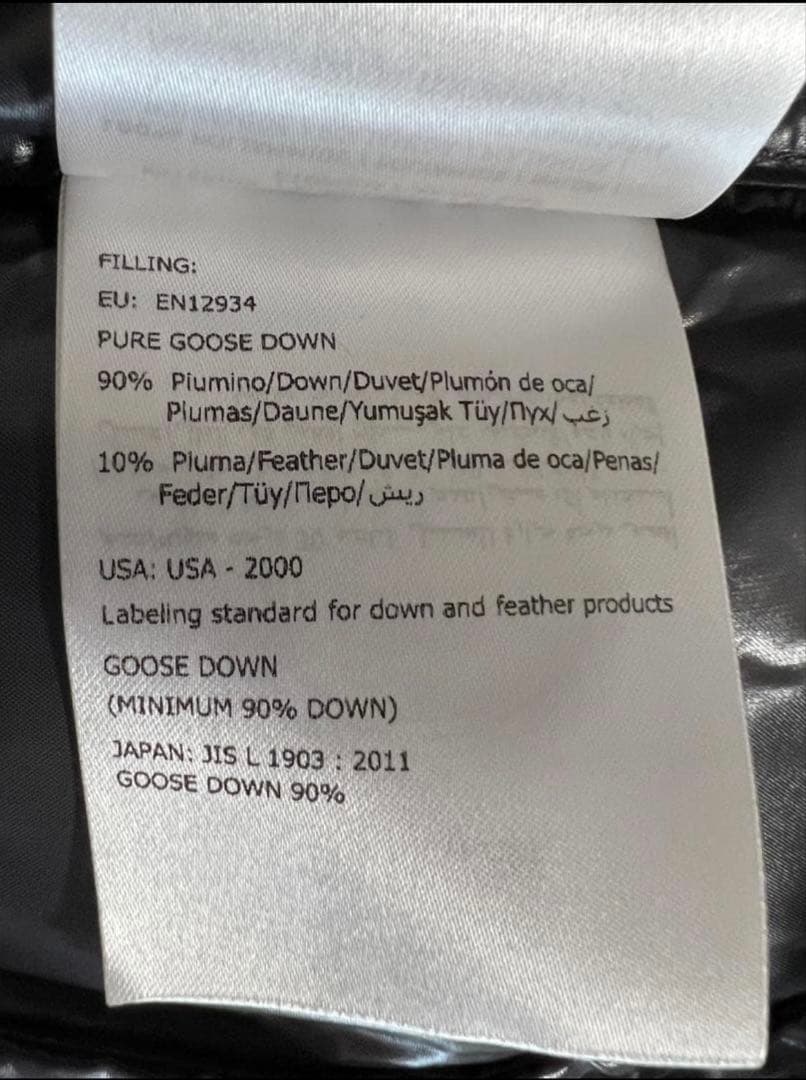 FILLING:
EU: EN12934
PURE GOOSE DOWN
90% Piumino/Down/Duvet/Plumón de oca/
Plumas/Daune/Yumuşak Tüy/Пух/زغب
10% Piuma/Feather/Duvet/Pluma de oca/Penas/
Feder/Tüy/Перо/ريش
USA: USA - 2000
Labeling standard for down and feather products
GOOSE DOWN
(MINIMUM 90% DOWN)
JAPAN: JIS L 1903 : 2011
GOOSE DOWN 90%